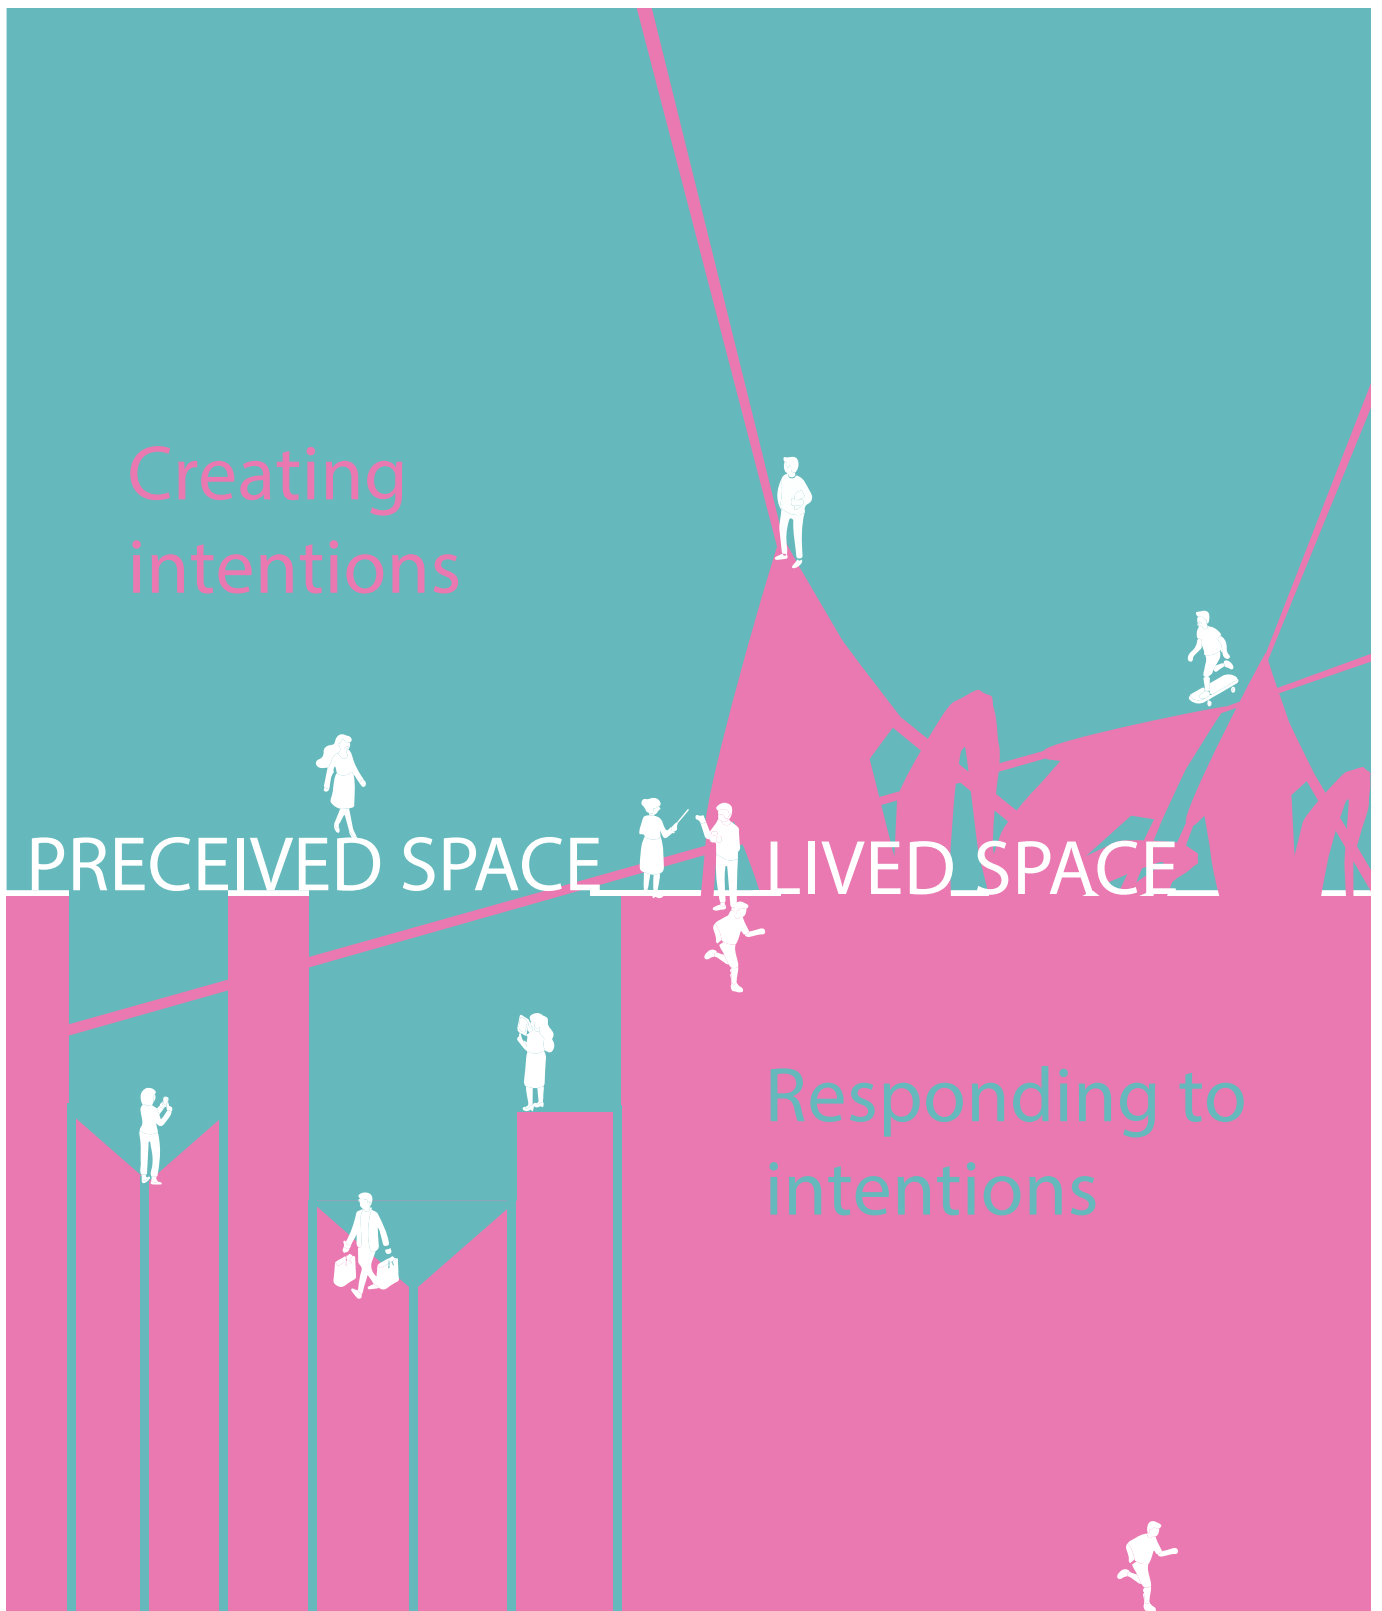 Creating
intentions
PRECEIVED SPACE
LIVED SPACE
Responding to
intentions